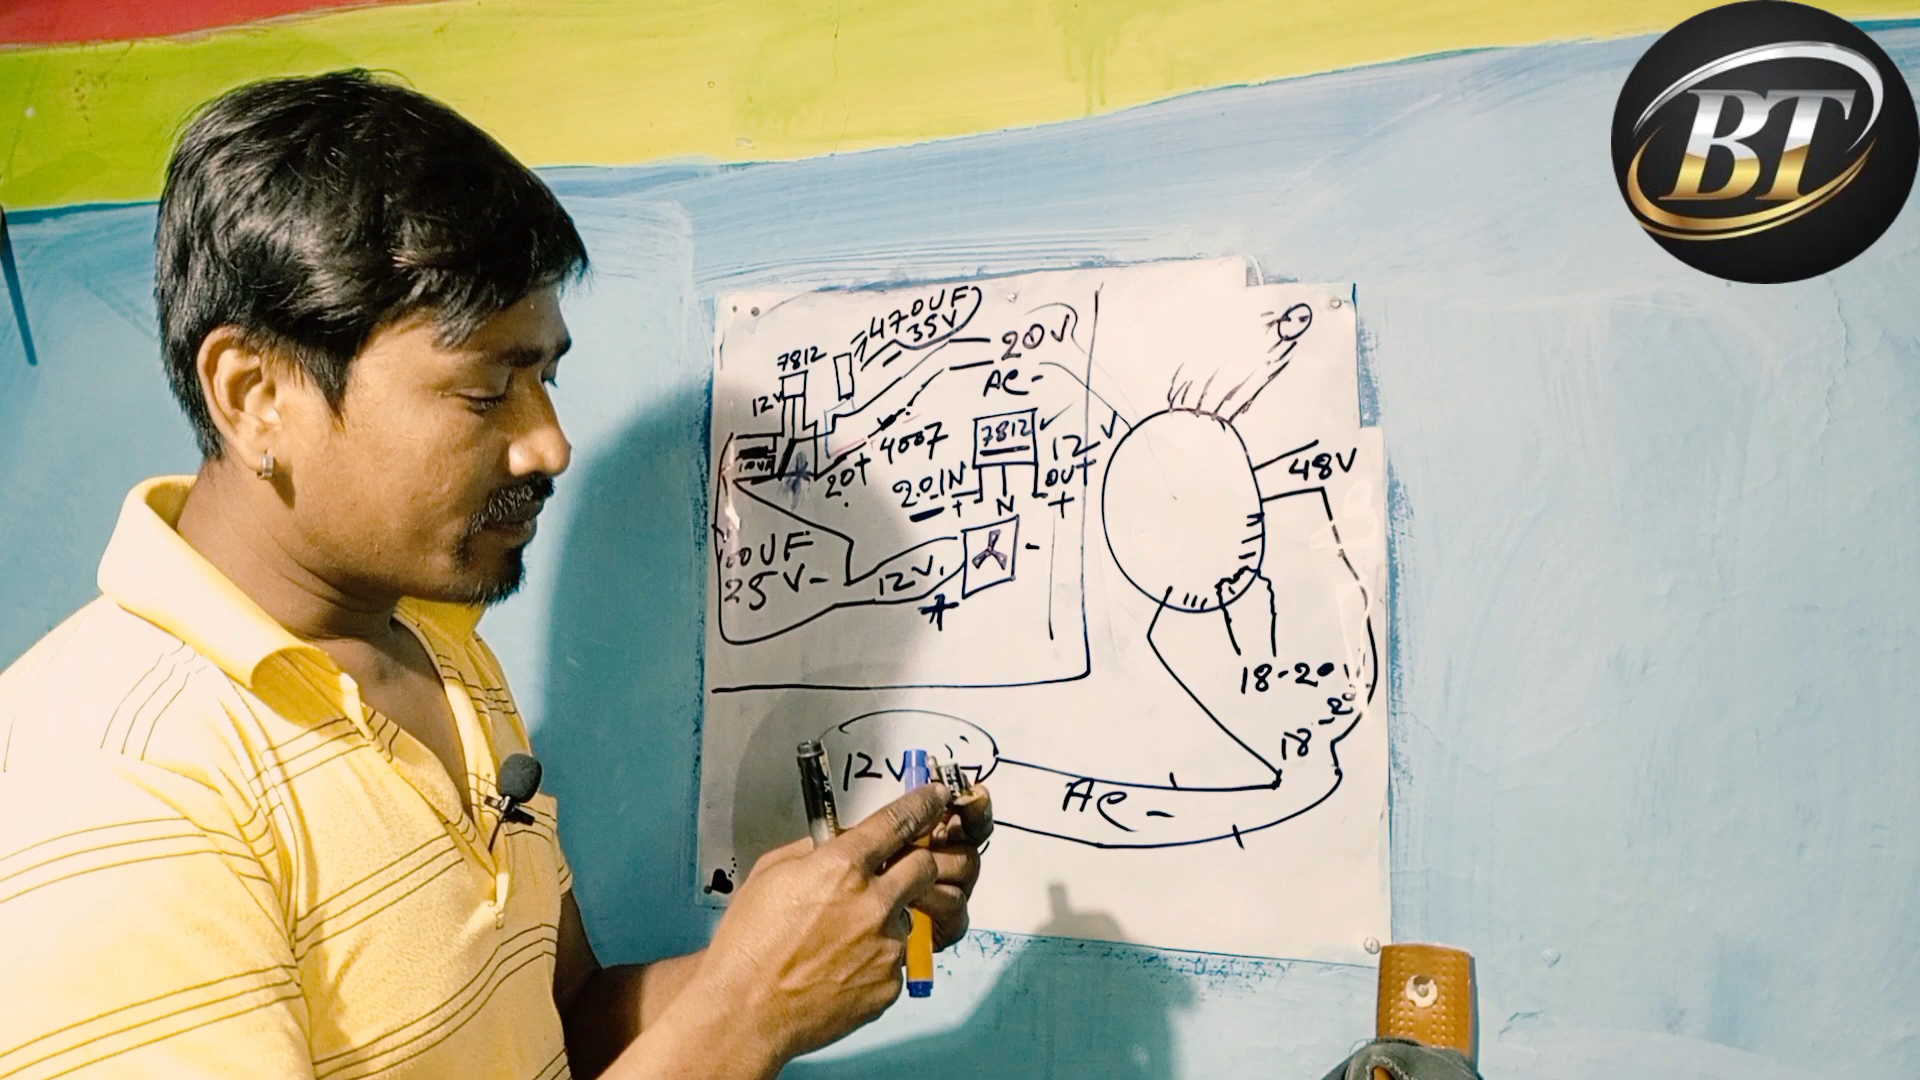 BT
470UF
35V
7812
20V
AC -
12V
4007
7812
12V
20+
20 IN
N
OUT
+
+
48V
00UF
25V-
12V
-
+
18-20
18-20
12V
AC -